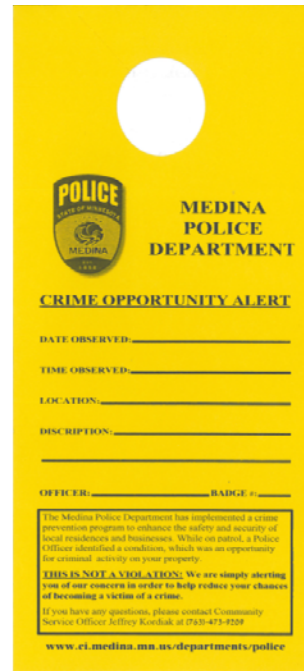 POLICE
STATE OF MINNESOTA
MEDINA
MEDINA
POLICE
DEPARTMENT
CRIME OPPORTUNITY ALERT
DATE OBSERVED:
TIME OBSERVED:
LOCATION:
DISCRIPTION:
OFFICER: BADGE #:
The Medina Police Department has implemented a crime
prevention program to enhance the safety and security of
local residences and businesses. While on patrol, a Police
Officer identified a condition, which was an opportunity
for criminal activity on your property.
THIS IS NOT A VIOLATION: We are simply alerting
you of our concern in order to help reduce your chances
of becoming a victim of a crime.
If you have any questions, please contact Community
Service Officer Jeffrey Kordiak at (763)-473-9209
www.ci.medina.mn.us/departments/police